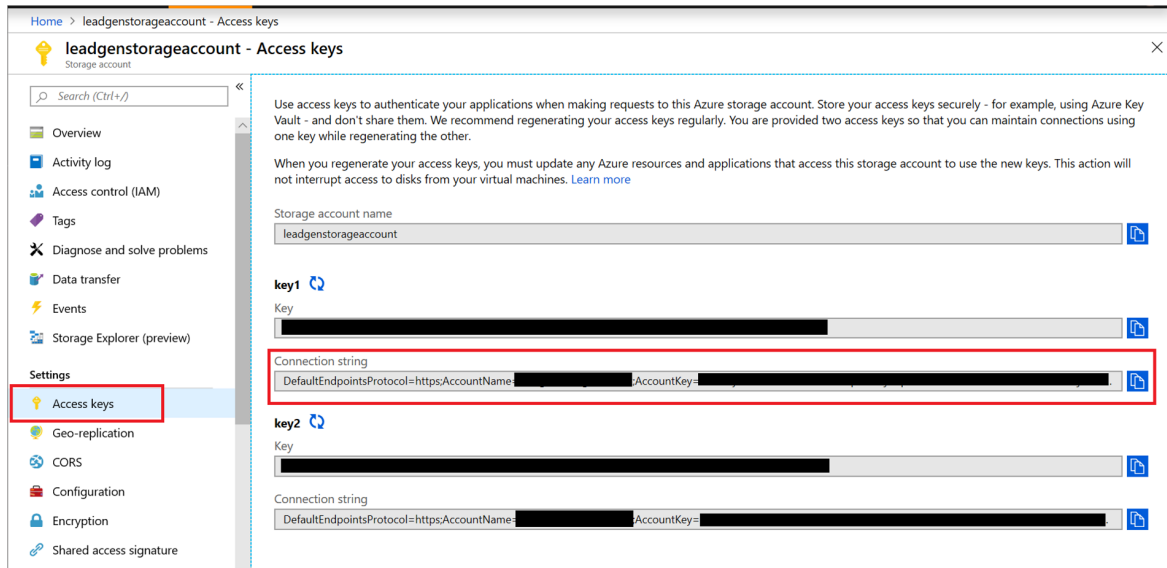 Home > leadgenstorageaccount - Access keys
leadgenstorageaccount - Access keys
Storage account
Search (Ctrl+/)
«
Overview
Activity log
Access control (IAM)
Tags
Diagnose and solve problems
Data transfer
Events
Storage Explorer (preview)
Settings
Access keys
Geo-replication
CORS
Configuration
Encryption
Shared access signature
Use access keys to authenticate your applications when making requests to this Azure storage account. Store your access keys securely - for example, using Azure Key
Vault - and don't share them. We recommend regenerating your access keys regularly. You are provided two access keys so that you can maintain connections using
one key while regenerating the other.
When you regenerate your access keys, you must update any Azure resources and applications that access this storage account to use the new keys. This action will
not interrupt access to disks from your virtual machines. Learn more
Storage account name
leadgenstorageaccount
key1
Key
Connection string
DefaultEndpointsProtocol=https;AccountName= ;AccountKey=
key2
Key
Connection string
DefaultEndpointsProtocol=https;AccountName= ;AccountKey=